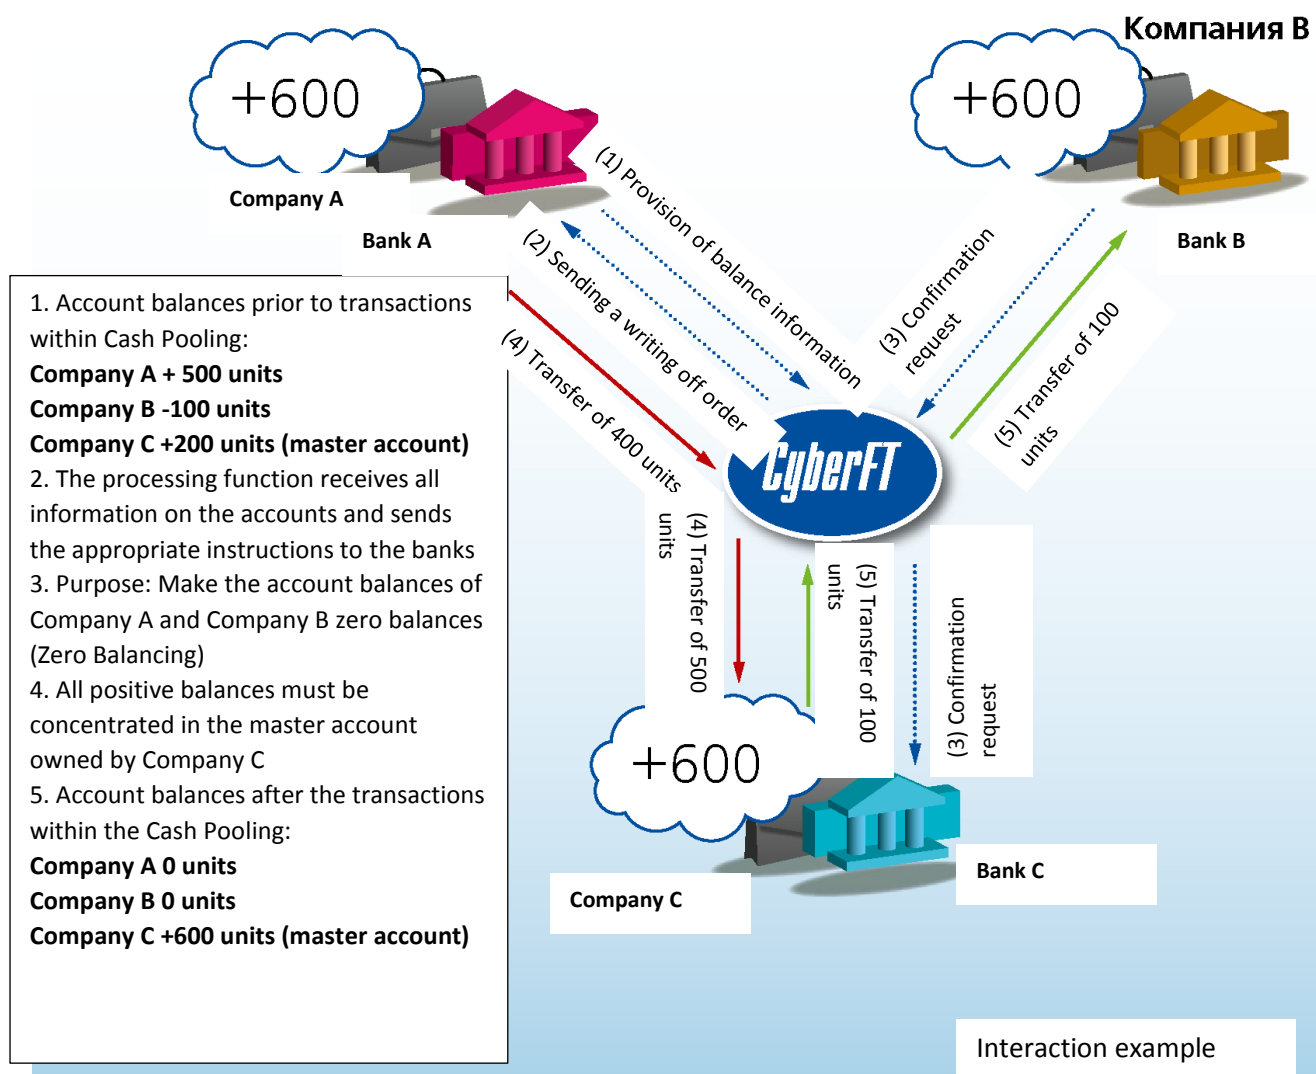 Компания В
+600
+600
Company A
Bank A
Bank B
(1) Provision of balance information
(2) Sending a writing off order
(3) Confirmation
request
(4) Transfer of 400 units
(5) Transfer of 100
units
1. Account balances prior to transactions
within Cash Pooling:
Company A + 500 units
Company B -100 units
Company C +200 units (master account)
2. The processing function receives all
information on the accounts and sends
the appropriate instructions to the banks
3. Purpose: Make the account balances of
Company A and Company B zero balances
(Zero Balancing)
4. All positive balances must be
concentrated in the master account
owned by Company C
5. Account balances after the transactions
within the Cash Pooling:
Company A 0 units
Company B 0 units
Company C +600 units (master account)
CyberFT
(4) Transfer of 500
units
(5) Transfer of 100
units
(3) Confirmation
request
+600
Company C
Bank C
Interaction example